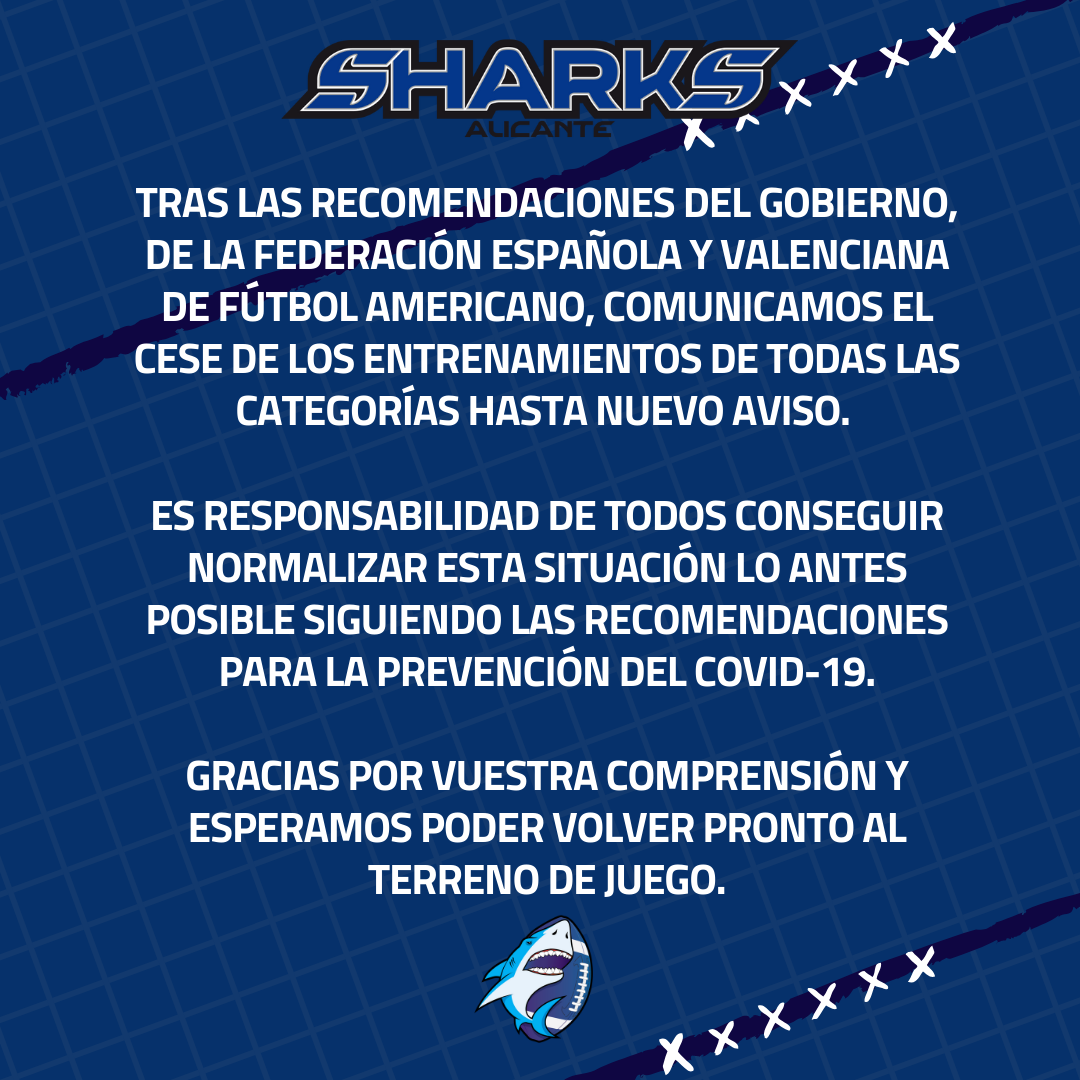 SHARKS
ALICANTE
TRAS LAS RECOMENDACIONES DEL GOBIERNO,
DE LA FEDERACIÓN ESPAÑOLA Y VALENCIANA
DE FÚTBOL AMERICANO, COMUNICAMOS EL
CESE DE LOS ENTRENAMIENTOS DE TODAS LAS
CATEGORÍAS HASTA NUEVO AVISO.
ES RESPONSABILIDAD DE TODOS CONSEGUIR
NORMALIZAR ESTA SITUACIÓN LO ANTES
POSIBLE SIGUIENDO LAS RECOMENDACIONES
PARA LA PREVENCIÓN DEL COVID-19.
GRACIAS POR VUESTRA COMPRENSIÓN Y
ESPERAMOS PODER VOLVER PRONTO AL
TERRENO DE JUEGO.